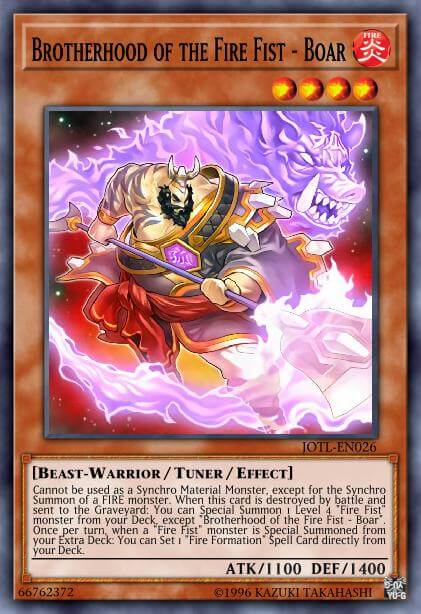 BROTHERHOOD OF THE FIRE FIST - BOAR
FIRE
炎
JOTL-EN026
[BEAST-WARRIOR / TUNER / EFFECT]
Cannot be used as a Synchro Material Monster, except for the Synchro
Summon of a FIRE monster. When this card is destroyed by battle and
sent to the Graveyard: You can Special Summon 1 Level 4 "Fire Fist"
monster from your Deck, except "Brotherhood of the Fire Fist - Boar".
Once per turn, when a "Fire Fist" monster is Special Summoned from
your Extra Deck: You can Set 1 "Fire Formation" Spell Card directly from
your Deck.
ATK/1100 DEF/1400
66762372
©1996 KAZUKI TAKAHASHI